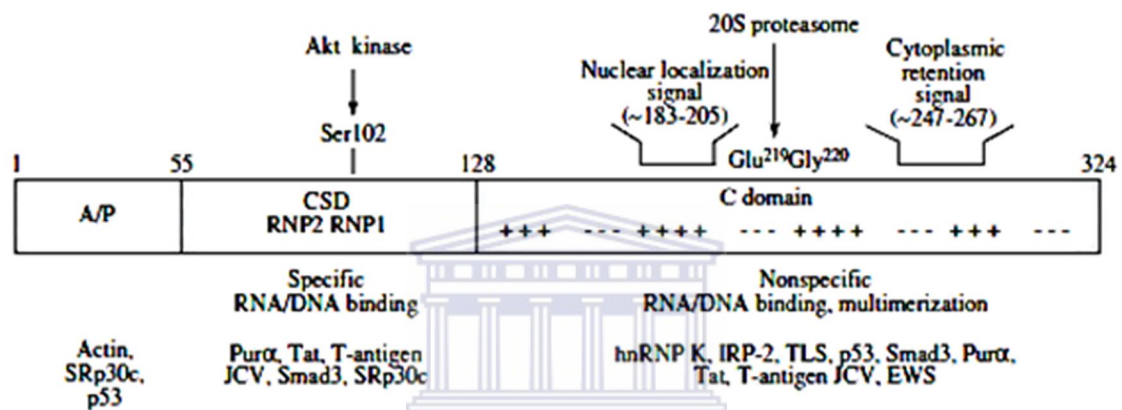 20S proteasome
Akt kinase
Cytoplasmic
retention
signal
(~247-267)
Nuclear localization
signal
(~183-205)
Ser102
Glu²¹⁹Gly²²⁰
1 55 128 324
A/P
CSD
RNP2 RNP1
C domain
+++ --- ++++ --- ++++ --- +++ ---
Specific
RNA/DNA binding
Nonspecific
RNA/DNA binding, multimerization
Actin,
SRp30c,
p53
Purα, Tat, T-antigen
JCV, Smad3, SRp30c
hnRNP K, IRP-2, TLS, p53, Smad3, Purα,
Tat, T-antigen JCV, EWS